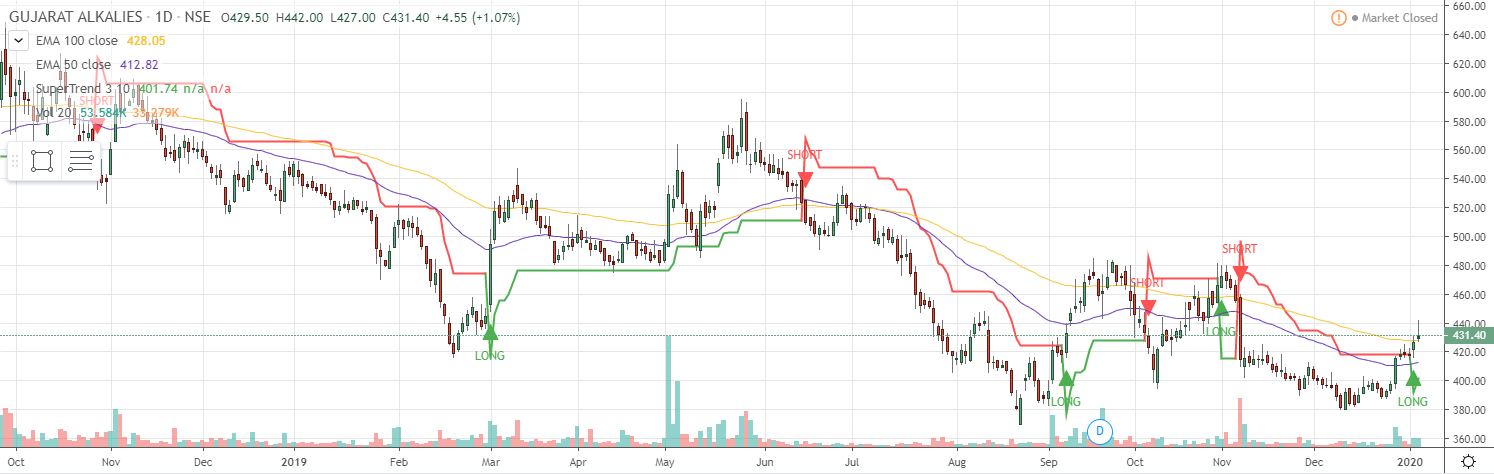 GUJARAT ALKALIES · 1D · NSE O429.50 H442.00 L427.00 C431.40 +4.55 (+1.07%)
Market Closed
EMA 100 close 428.05
EMA 50 close 412.82
SuperTrend 3 10 401.74 n/a n/a
Vol 20 53.584K 33.279K
SHORT
SHORT
SHORT
SHORT
LONG
LONG
LONG
LONG
D
660.00
640.00
620.00
600.00
580.00
560.00
540.00
520.00
500.00
480.00
460.00
440.00
431.40
420.00
400.00
380.00
360.00
Oct Nov Dec 2019 Feb Mar Apr May Jun Jul Aug Sep Oct Nov Dec 2020